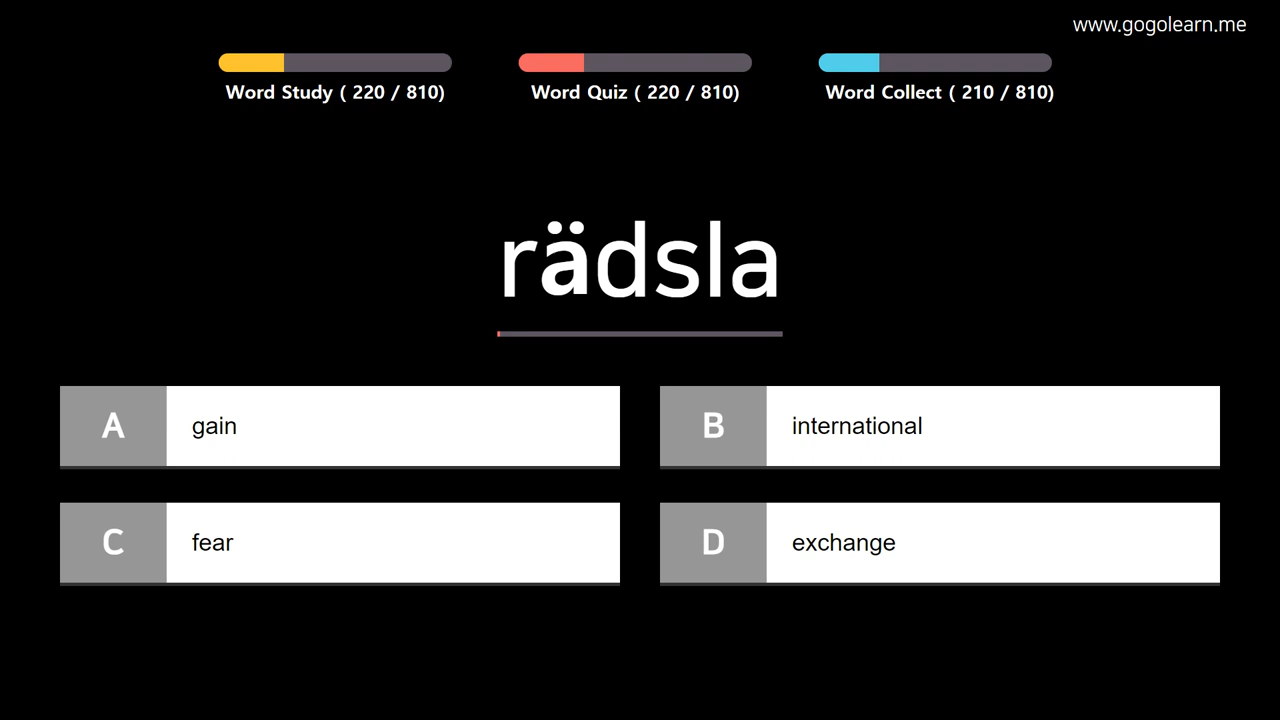 www.gogolearn.me
Word Study ( 220 / 810)
Word Quiz ( 220 / 810)
Word Collect ( 210 / 810)
rädsla
A gain
B international
C fear
D exchange